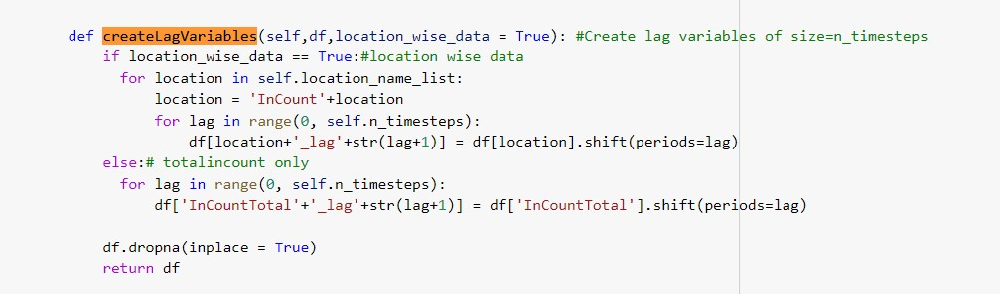 def createLagVariables(self,df,location_wise_data = True): #Create lag variables of size=n_timesteps
if location_wise_data == True:#location wise data
for location in self.location_name_list:
location = 'InCount'+location
for lag in range(0, self.n_timesteps):
df[location+'_lag'+str(lag+1)] = df[location].shift(periods=lag)
else:# totalincount only
for lag in range(0, self.n_timesteps):
df['InCountTotal'+'_lag'+str(lag+1)] = df['InCountTotal'].shift(periods=lag)
df.dropna(inplace = True)
return df